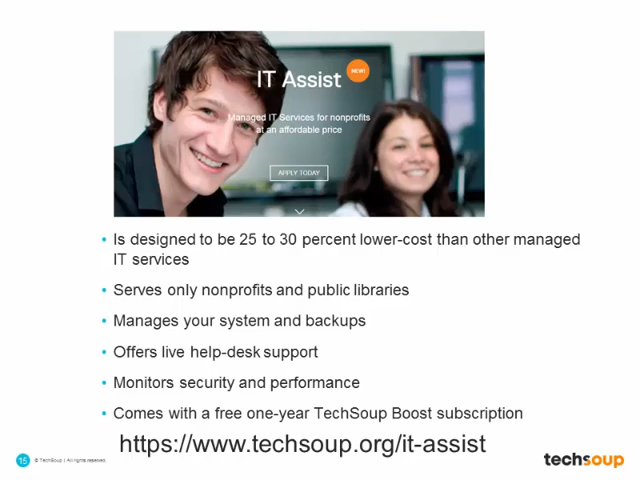 IT Assist
NEW!
Managed IT Services for nonprofits
at an affordable price
APPLY TODAY
• Is designed to be 25 to 30 percent lower-cost than other managed
IT services
• Serves only nonprofits and public libraries
• Manages your system and backups
• Offers live help-desk support
• Monitors security and performance
• Comes with a free one-year TechSoup Boost subscription
https://www.techsoup.org/it-assist
15
© TechSoup | All rights reserved
techsoup